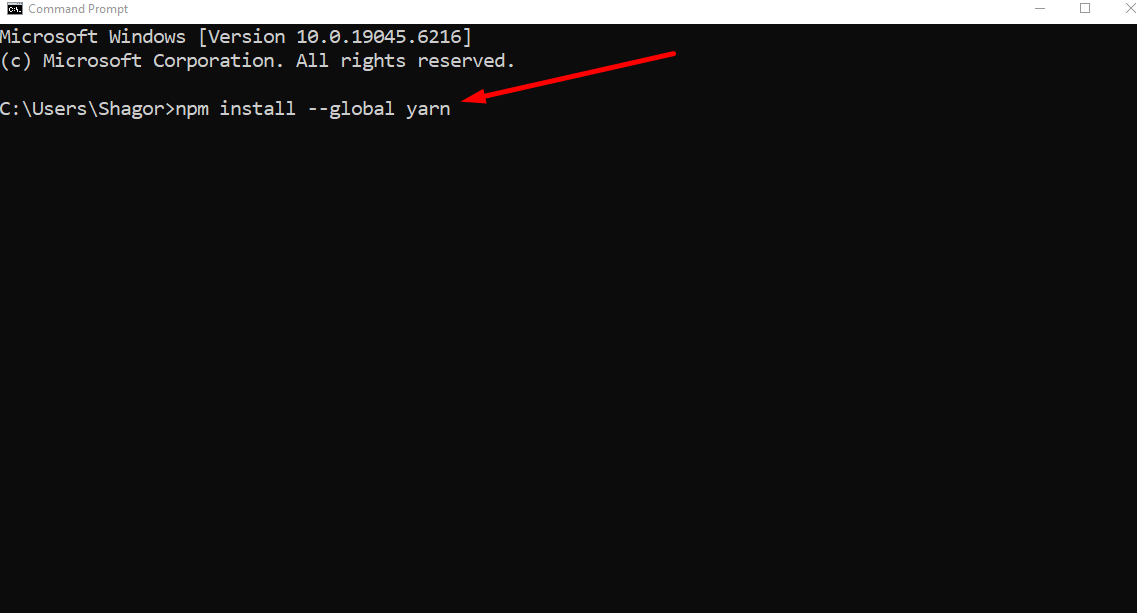 Command Prompt
Microsoft Windows [Version 10.0.19045.6216]
(c) Microsoft Corporation. All rights reserved.
C:\Users\Shagor>npm install --global yarn